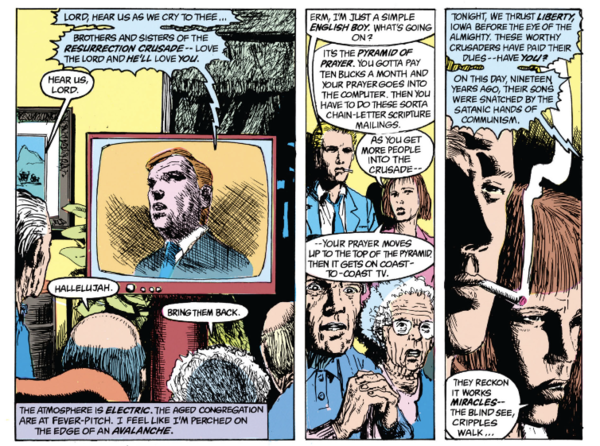 LORD, HEAR US AS WE CRY TO THEE...
BROTHERS AND SISTERS OF THE
RESURRECTION CRUSADE -- LOVE
THE LORD AND HE'LL LOVE YOU.
HEAR US,
LORD.
HALLELUJAH.
BRING THEM BACK.
THE ATMOSPHERE IS ELECTRIC. THE AGED CONGREGATION
ARE AT FEVER-PITCH. I FEEL LIKE I'M PERCHED ON
THE EDGE OF AN AVALANCHE.
ERM, I'M JUST A SIMPLE
ENGLISH BOY. WHAT'S GOING
ON?
IT'S THE PYRAMID OF
PRAYER. YOU GOTTA PAY
TEN BUCKS A MONTH AND
YOUR PRAYER GOES INTO
THE COMPUTER. THEN YOU
HAVE TO DO THESE SORTA
CHAIN-LETTER SCRIPTURE
MAILINGS.
AS YOU GET
MORE PEOPLE
INTO THE
CRUSADE--
--YOUR PRAYER MOVES
UP TO THE TOP OF THE PYRAMID,
THEN IT GETS ON COAST-
TO-COAST TV.
TONIGHT, WE THRUST LIBERTY,
IOWA BEFORE THE EYE OF THE
ALMIGHTY. THESE WORTHY
CRUSADERS HAVE PAID THEIR
DUES--HAVE YOU?
ON THIS DAY, NINETEEN
YEARS AGO, THEIR SONS
WERE SNATCHED BY THE
SATANIC HANDS OF
COMMUNISM.
THEY RECKON
IT WORKS
MIRACLES--
THE BLIND SEE,
CRIPPLES
WALK...